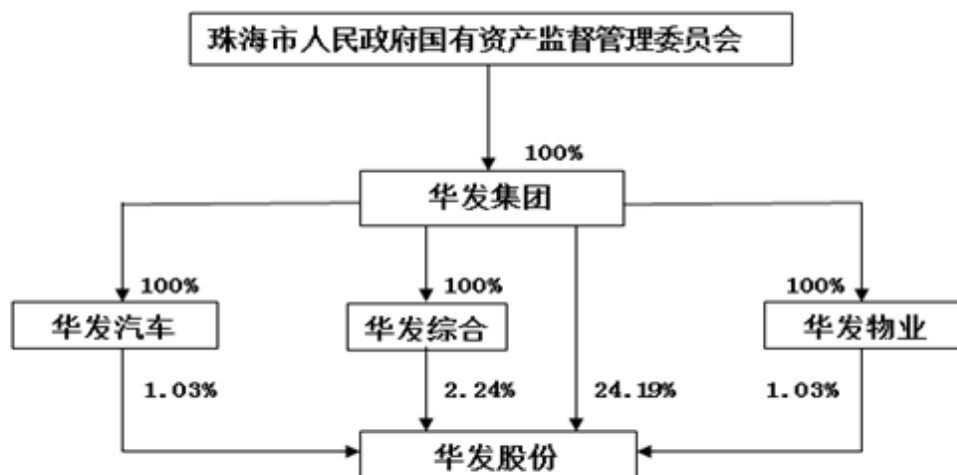 珠海市人民政府国有资产监督管理委员会
100%
华发集团
100%
100%
100%
华发汽车
华发综合
华发物业
1.03%
2.24%
24.19%
1.03%
华发股份